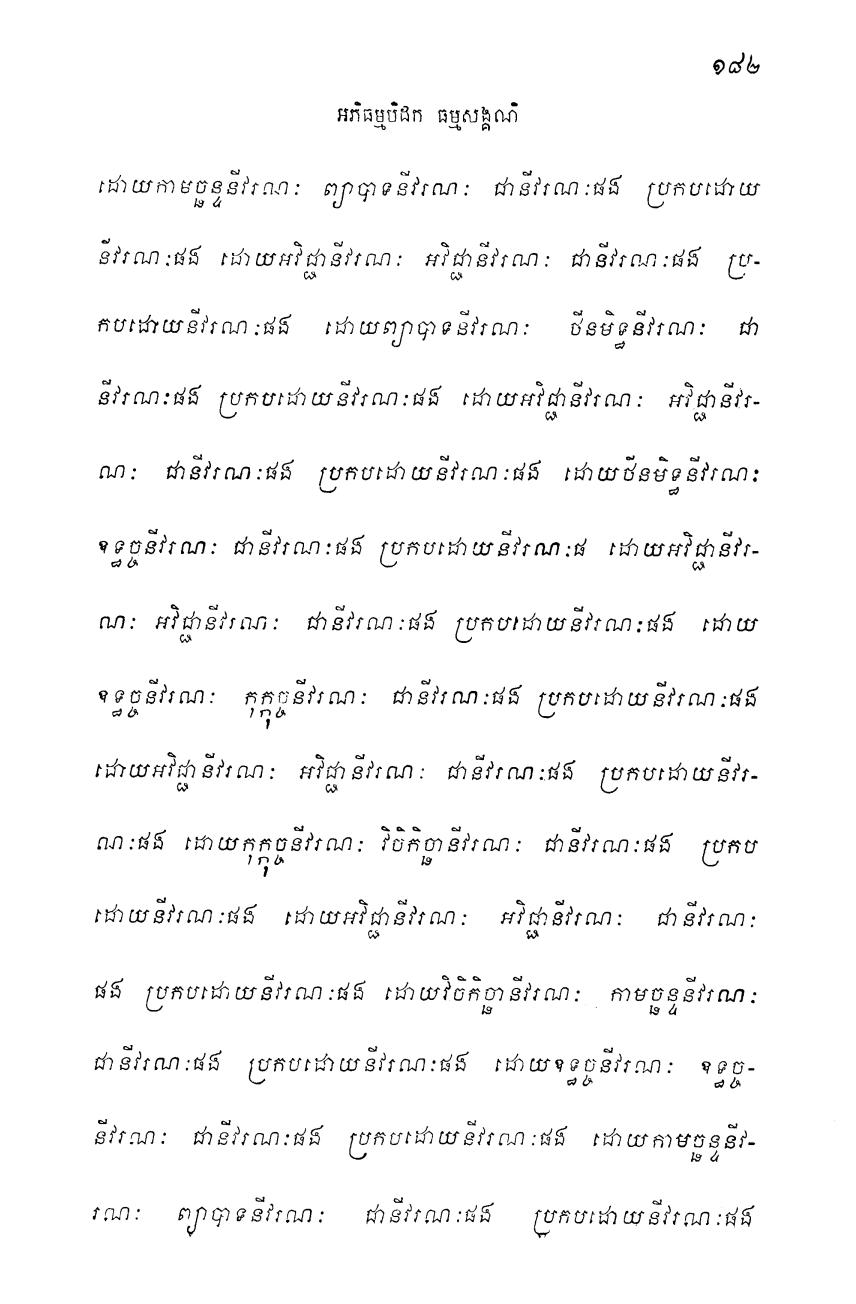 ១៨២
អភិធម្មបិដក ធម្មសង្គណិ
ដោយកាមច្ឆន្ទនីវរណៈ ព្យាបាទនីវរណៈ ជានីវរណៈផង ប្រកបដោយ
នីវរណៈផង ដោយអវិជ្ជានីវរណៈ អវិជ្ជានីវរណៈ ជានីវរណៈផង ប្រ-
កបដោយនីវរណៈផង ដោយព្យាបាទនីវរណៈ ថីនមិទ្ធនីវរណៈ ជា
នីវរណៈផង ប្រកបដោយនីវរណៈផង ដោយអវិជ្ជានីវរណៈ អវិជ្ជានីវរ-
ណៈ ជានីវរណៈផង ប្រកបដោយនីវរណៈផង ដោយថីនមិទ្ធនីវរណៈ
ឧទ្ធច្ចនីវរណៈ ជានីវរណៈផង ប្រកបដោយនីវរណៈផ ដោយអវិជ្ជានីវរ-
ណៈ អវិជ្ជានីវរណៈ ជានីវរណៈផង ប្រកបដោយនីវរណៈផង ដោយ
ឧទ្ធច្ចនីវរណៈ កុក្កុច្ចនីវរណៈ ជានីវរណៈផង ប្រកបដោយនីវរណៈផង
ដោយអវិជ្ជានីវរណៈ អវិជ្ជានីវរណៈ ជានីវរណៈផង ប្រកបដោយនីវរ-
ណៈផង ដោយកុក្កុច្ចនីវរណៈ វិចិកិច្ឆានីវរណៈ ជានីវរណៈផង ប្រកប
ដោយនីវរណៈផង ដោយអវិជ្ជានីវរណៈ អវិជ្ជានីវរណៈ ជានីវរណៈ
ផង ប្រកបដោយនីវរណៈផង ដោយវិចិកិច្ឆានីវរណៈ កាមច្ឆន្ទនីវរណៈ
ជានីវរណៈផង ប្រកបដោយនីវរណៈផង ដោយឧទ្ធច្ចនីវរណៈ ឧទ្ធច្ច-
នីវរណៈ ជានីវរណៈផង ប្រកបដោយនីវរណៈផង ដោយកាមច្ឆន្ទនីវ-
រណៈ ព្យាបាទនីវរណៈ ជានីវរណៈផង ប្រកបដោយនីវរណៈផង